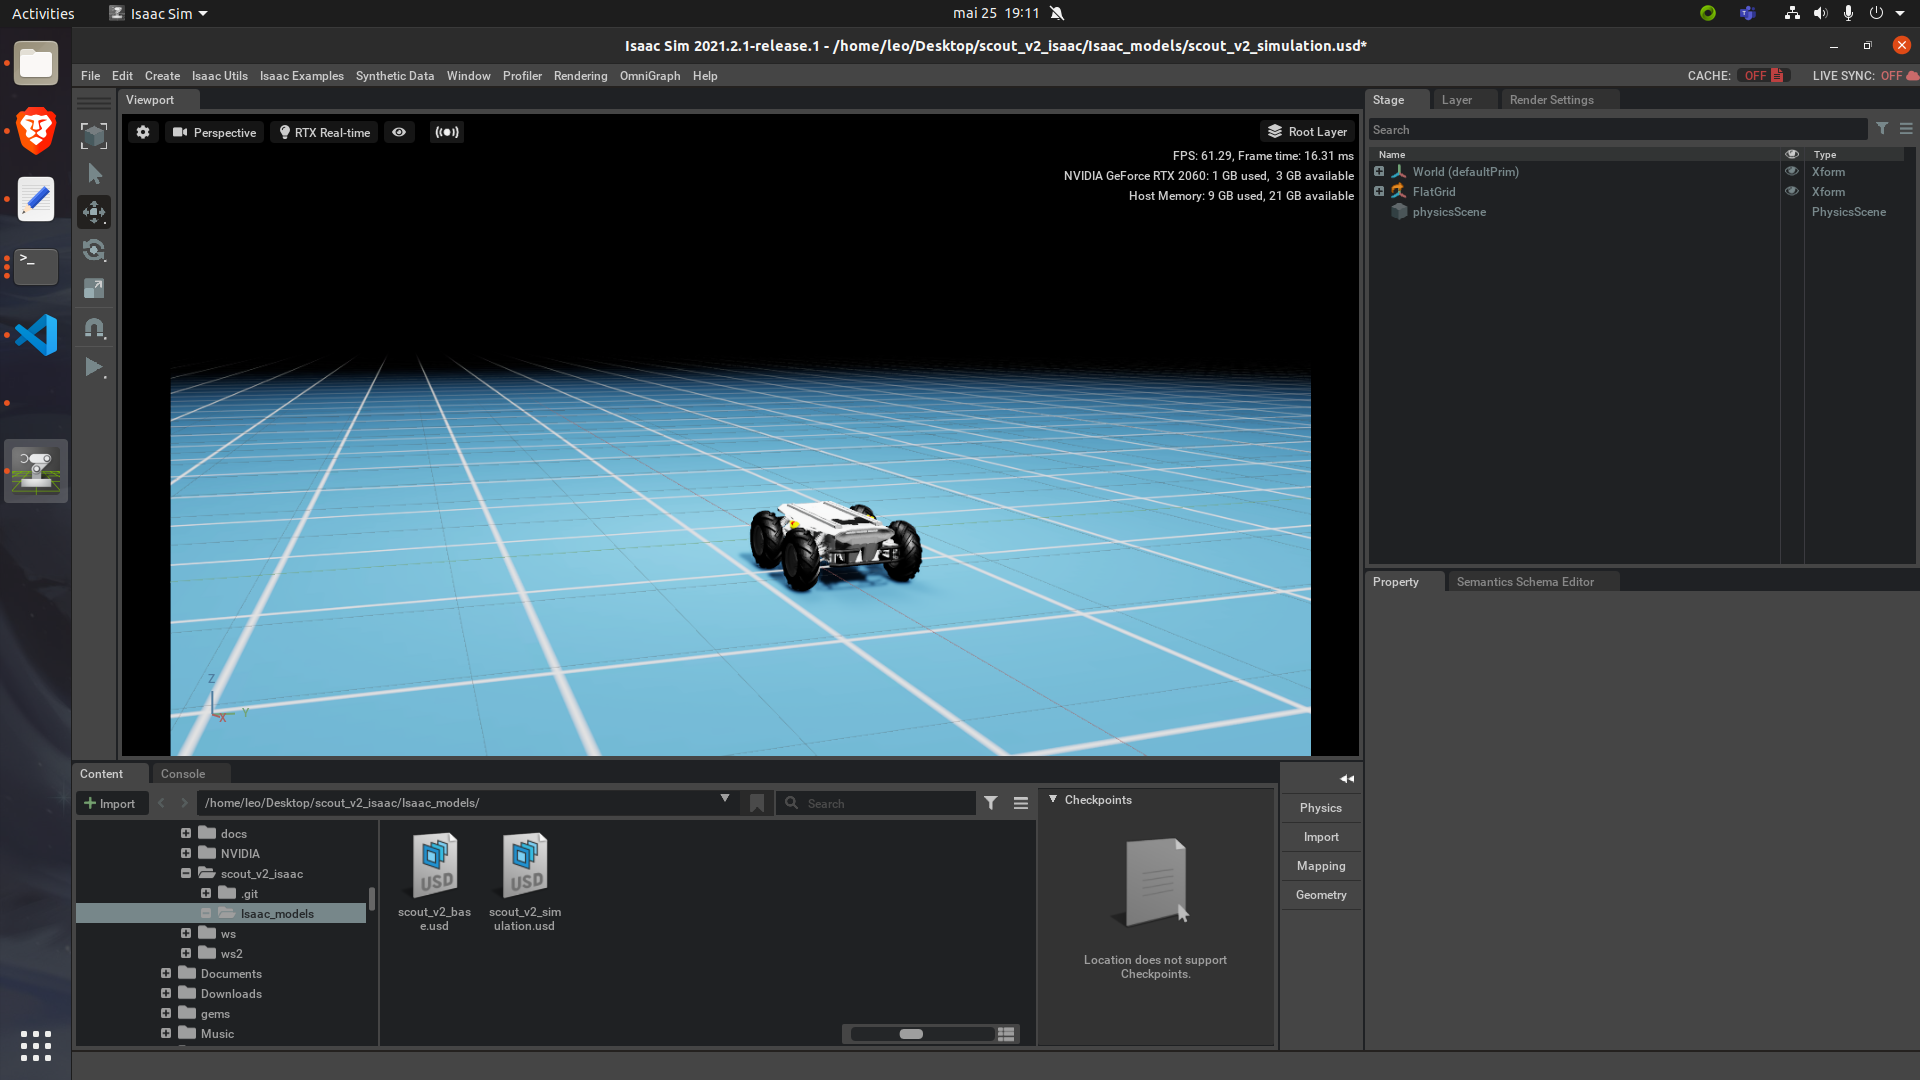 Activities
Isaac Sim
mai 25 19:11
Isaac Sim 2021.2.1-release.1 - /home/leo/Desktop/scout_v2_isaac/Isaac_models/scout_v2_simulation.usd*
File Edit Create Isaac Utils Isaac Examples Synthetic Data Window Profiler Rendering OmniGraph Help
CACHE: OFF LIVE SYNC: OFF
Viewport
Perspective
RTX Real-time
Root Layer
FPS: 61.29, Frame time: 16.31 ms
NVIDIA GeForce RTX 2060: 1 GB used, 3 GB available
Host Memory: 9 GB used, 21 GB available
Z
Y
X
Stage Layer Render Settings
Search
Name Type
World (defaultPrim) Xform
FlatGrid Xform
physicsScene PhysicsScene
Property Semantics Schema Editor
Content Console
Import
/home/leo/Desktop/scout_v2_isaac/Isaac_models/
Search
docs
NVIDIA
scout_v2_isaac
.git
Isaac_models
ws
ws2
Documents
Downloads
gems
Music
USD
scout_v2_bas
e.usd
USD
scout_v2_sim
ulation.usd
Checkpoints
Location does not support
Checkpoints.
Physics
Import
Mapping
Geometry